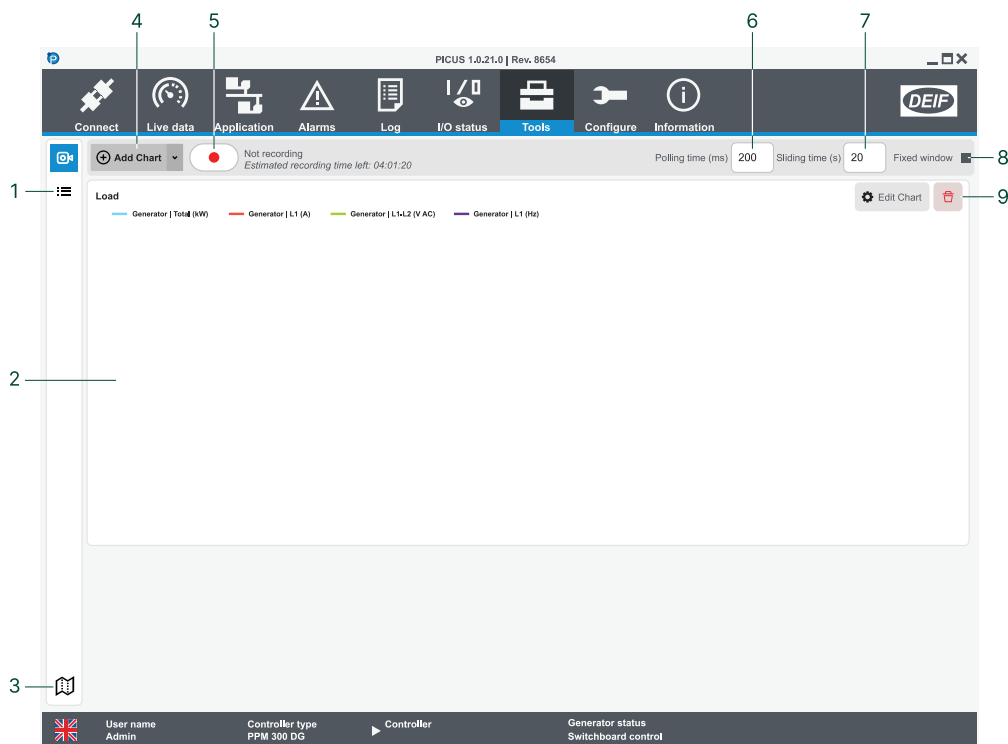 4 5 6 7
PICUS 1.0.21.0 | Rev. 8654
Connect Live data Application Alarms Log I/O status Tools Configure Information DEIF
Add Chart Not recording Polling time (ms) 200 Sliding time (s) 20 Fixed window 8
Estimated recording time left: 04:01:20
1 Load Edit Chart 9
Generator | Total (kW) Generator | L1 (A) Generator | L1-L2 (V AC) Generator | L1 (Hz)
2
3
User name Controller type Controller Generator status
Admin PPM 300 DG Switchboard control